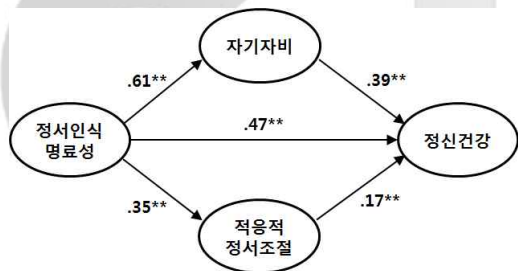 자기자비
.61**
.39**
정서인식
명료성
.47**
정신건강
.35**
.17**
적응적
정서조절